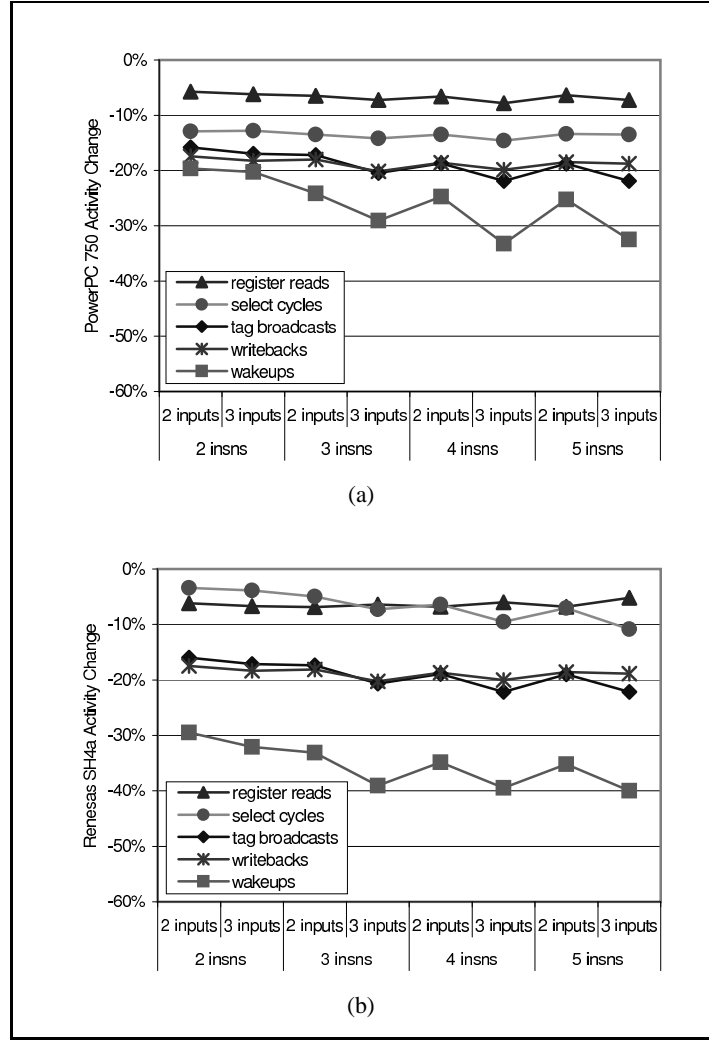 0%
-10%
-20%
-30%
-40%
-50%
-60%
PowerPC 750 Activity Change
register reads
select cycles
tag broadcasts
writebacks
wakeups
2 inputs 3 inputs 2 inputs 3 inputs 2 inputs 3 inputs 2 inputs 3 inputs
2 insns 3 insns 4 insns 5 insns
(a)
0%
-10%
-20%
-30%
-40%
-50%
-60%
Renesas SH4a Activity Change
register reads
select cycles
tag broadcasts
writebacks
wakeups
2 inputs 3 inputs 2 inputs 3 inputs 2 inputs 3 inputs 2 inputs 3 inputs
2 insns 3 insns 4 insns 5 insns
(b)